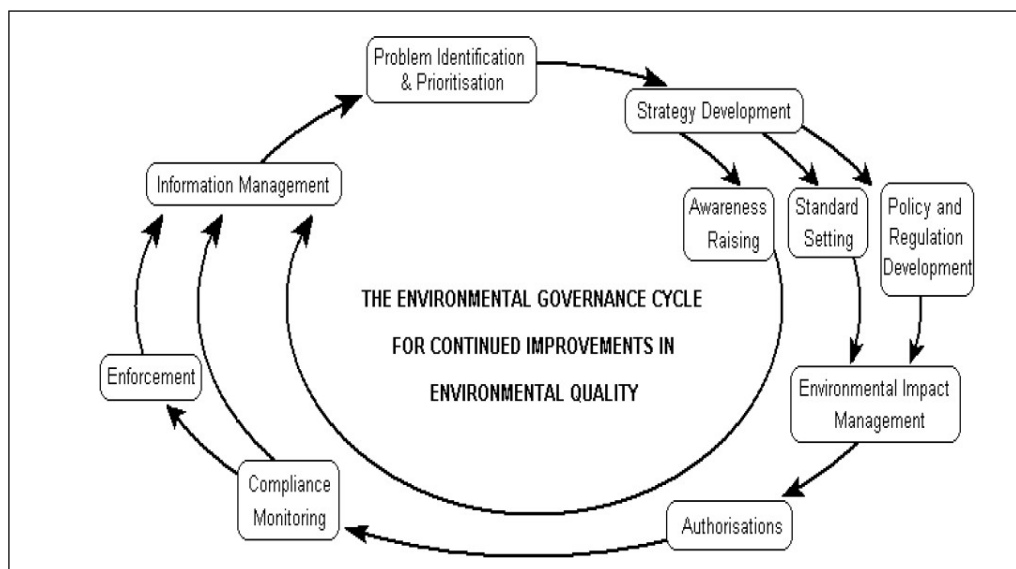 Problem Identification
& Prioritisation
Strategy Development
Information Management
Awareness
Raising
Standard
Setting
Policy and
Regulation
Development
THE ENVIRONMENTAL GOVERNANCE CYCLE
FOR CONTINUED IMPROVEMENTS IN
ENVIRONMENTAL QUALITY
Enforcement
Environmental Impact
Management
Compliance
Monitoring
Authorisations